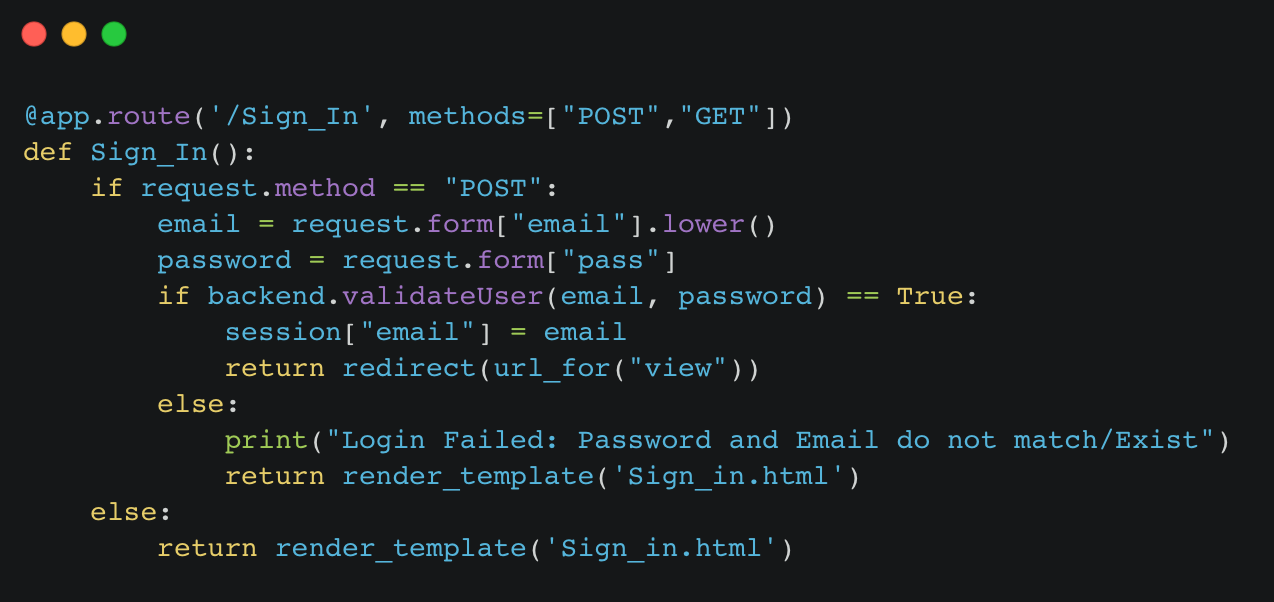 @app.route('/Sign_In', methods=["POST","GET"])
def Sign_In():
    if request.method == "POST":
        email = request.form["email"].lower()
        password = request.form["pass"]
        if backend.validateUser(email, password) == True:
            session["email"] = email
            return redirect(url_for("view"))
        else:
            print("Login Failed: Password and Email do not match/Exist")
            return render_template('Sign_in.html')
    else:
        return render_template('Sign_in.html')